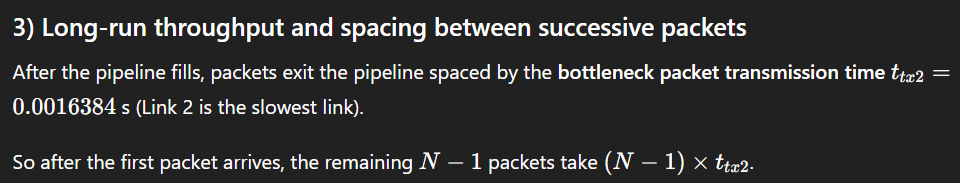 3) Long-run throughput and spacing between successive packets
After the pipeline fills, packets exit the pipeline spaced by the bottleneck packet transmission time t_{tx2} =
0.0016384 s (Link 2 is the slowest link).
So after the first packet arrives, the remaining N − 1 packets take (N − 1) × t_{tx2}.